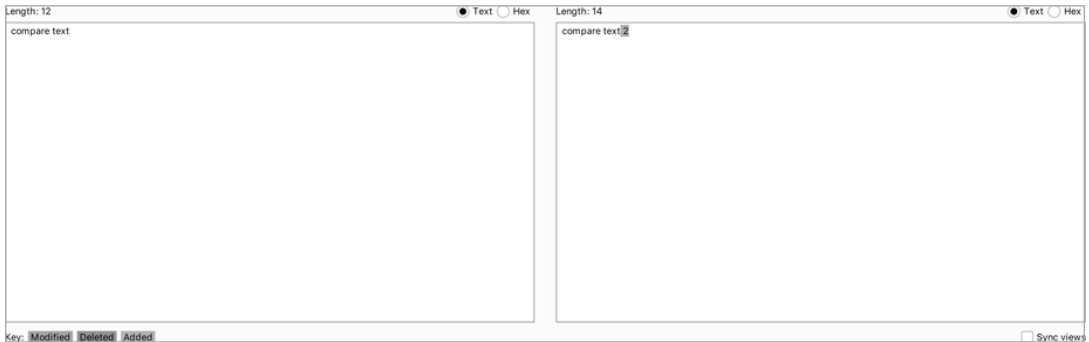 Length: 12 Text Hex Length: 14 Text Hex
compare text compare text 2
Key: Modified Deleted Added Sync views